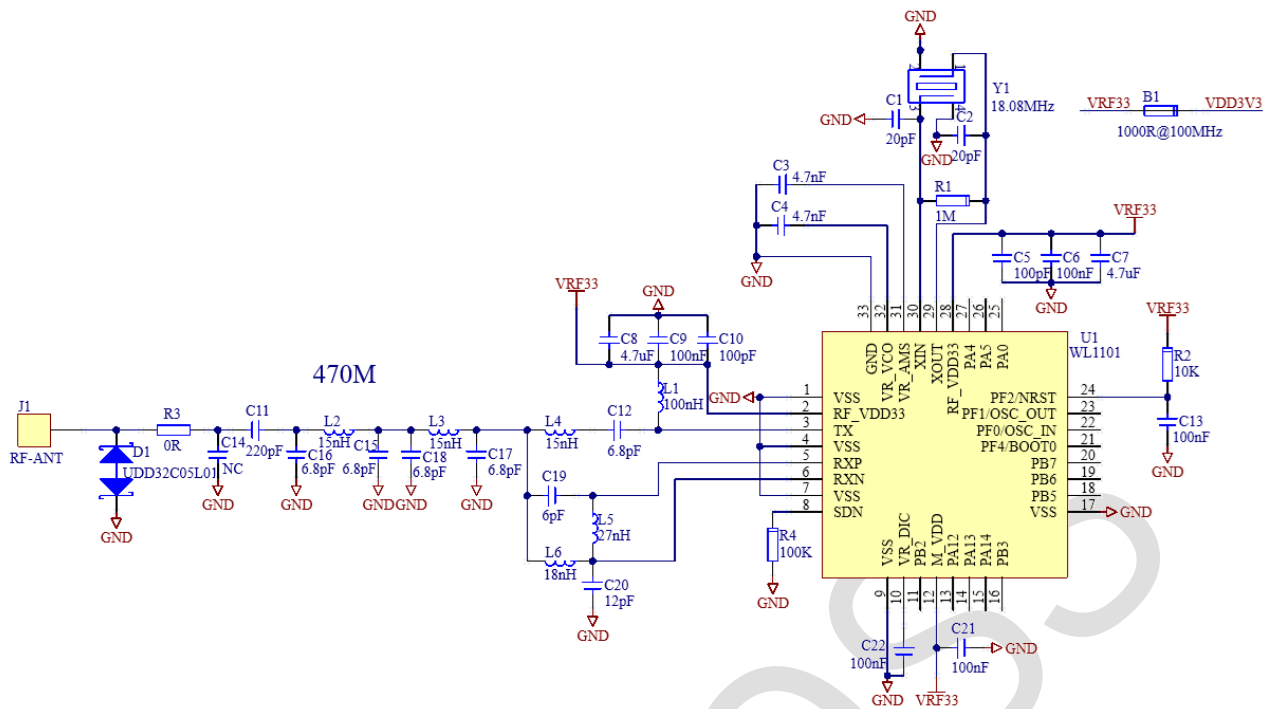 GND
2
1
Y1
18.08MHz
3
4
C1
20pF
GND
C2
20pF
GND
VRF33
B1
VDD3V3
1000R@100MHz
C3
4.7nF
C4
4.7nF
GND
R1
1M
VRF33
C5
100pF
C6
100nF
C7
4.7uF
GND
VRF33
GND
C8
4.7uF
C9
100nF
C10
100pF
33
32
31
30
29
28
27
26
25
GND
VR_VCO
VR_AMS
XIN
XOUT
RF_VDD33
PA4
PA5
PA0
U1
WL1101
VRF33
R2
10K
C13
100nF
GND
470M
L1
100nH
GND
1 VSS
2 RF_VDD33
3 TX
4 VSS
5 RXP
6 RXN
7 VSS
8 SDN
PF2/NRST 24
PF1/OSC_OUT 23
PF0/OSC_IN 22
PF4/BOOT0 21
PB7 20
PB6 19
PB5 18
VSS 17
GND
J1
RF-ANT
D1
UDD32C05L01
GND
R3
0R
C14
NC
GND
C11
220pF
C16
6.8pF
GND
L2
15nH
C15
6.8pF
GND
C18
6.8pF
GND
L3
15nH
C17
6.8pF
GND
L4
15nH
C12
6.8pF
C19
6pF
L5
27nH
L6
18nH
C20
12pF
GND
R4
100K
GND
VSS
VR_DIC
PB2
M_VDD
PA12
PA13
PA14
PB3
9
10
11
12
13
14
15
16
C22
100nF
GND
C21
100nF
GND
VRF33